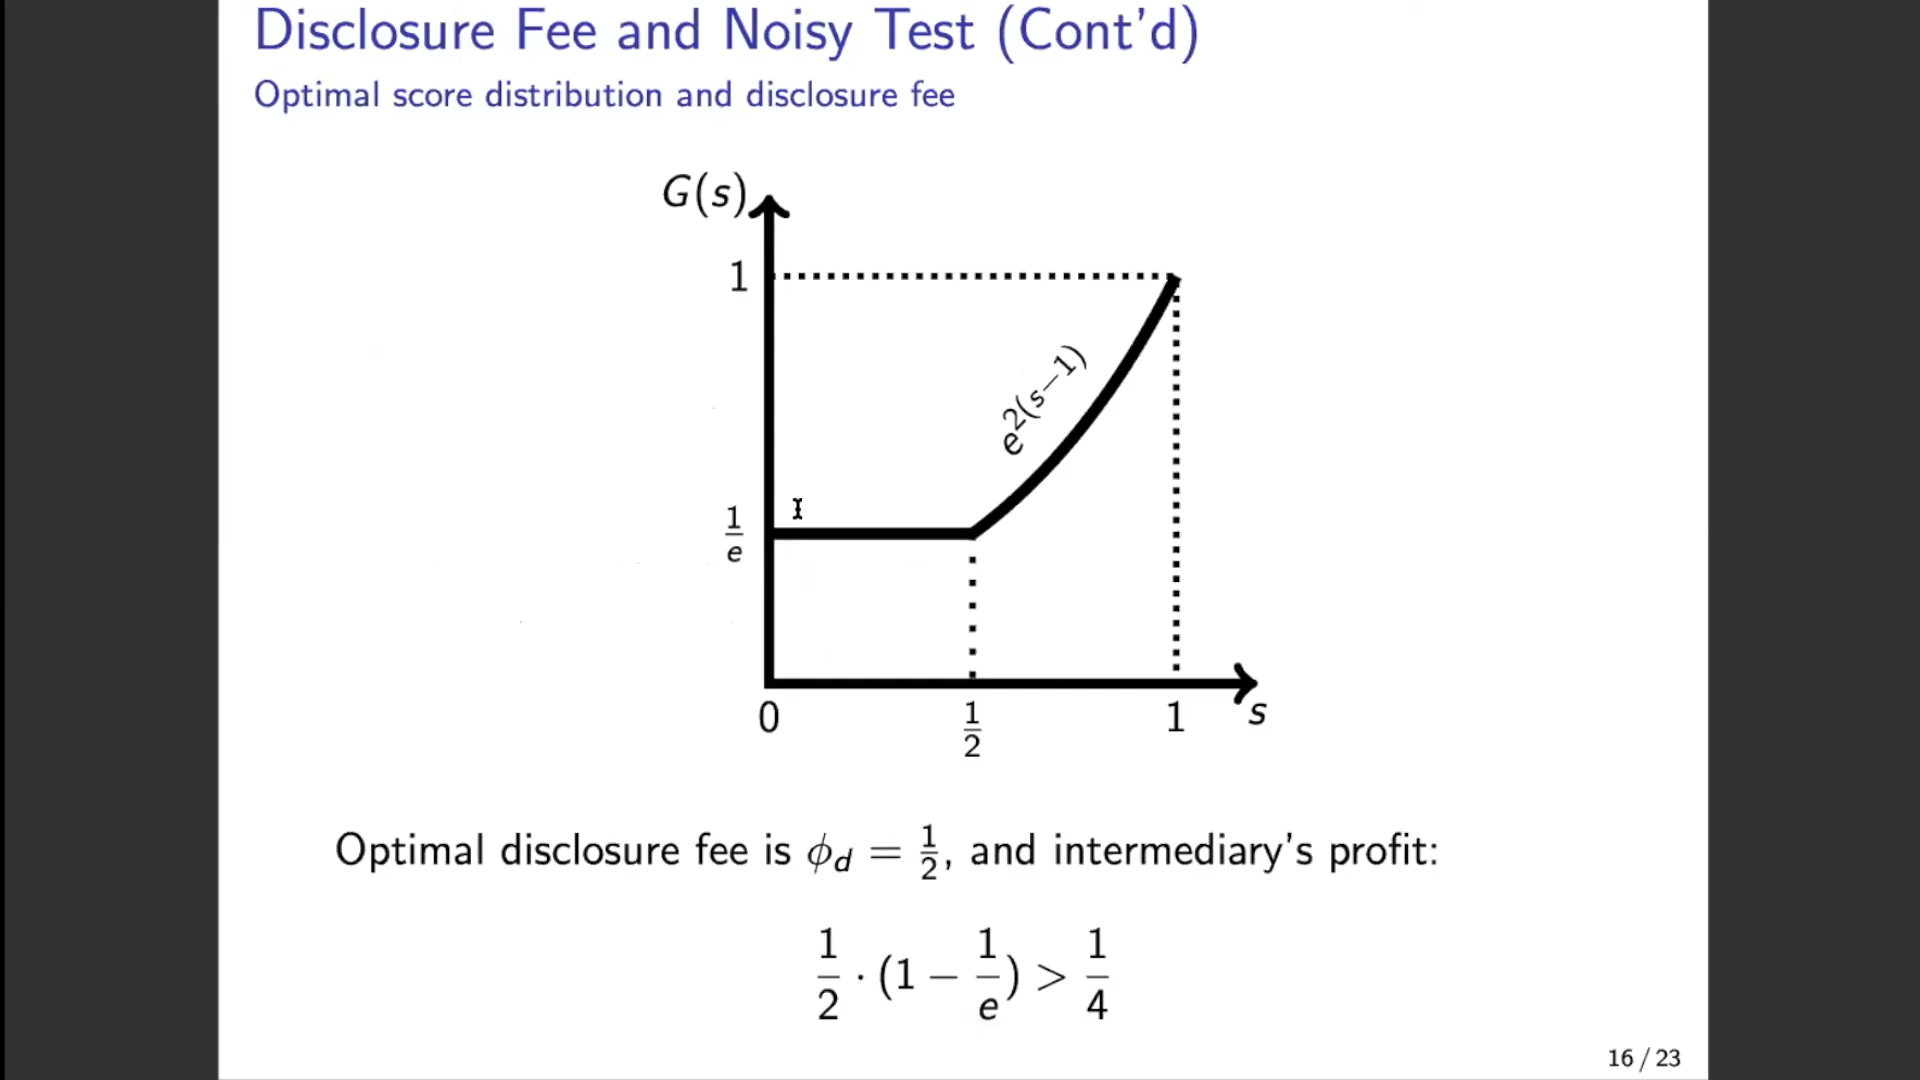 Disclosure Fee and Noisy Test (Cont'd)
Optimal score distribution and disclosure fee
G(s)
1
e^{2(s−1)}
1/e
0
1/2
1
s
Optimal disclosure fee is ϕ_d = 1/2, and intermediary's profit:
1/2 · (1 − 1/e) > 1/4
16 / 23